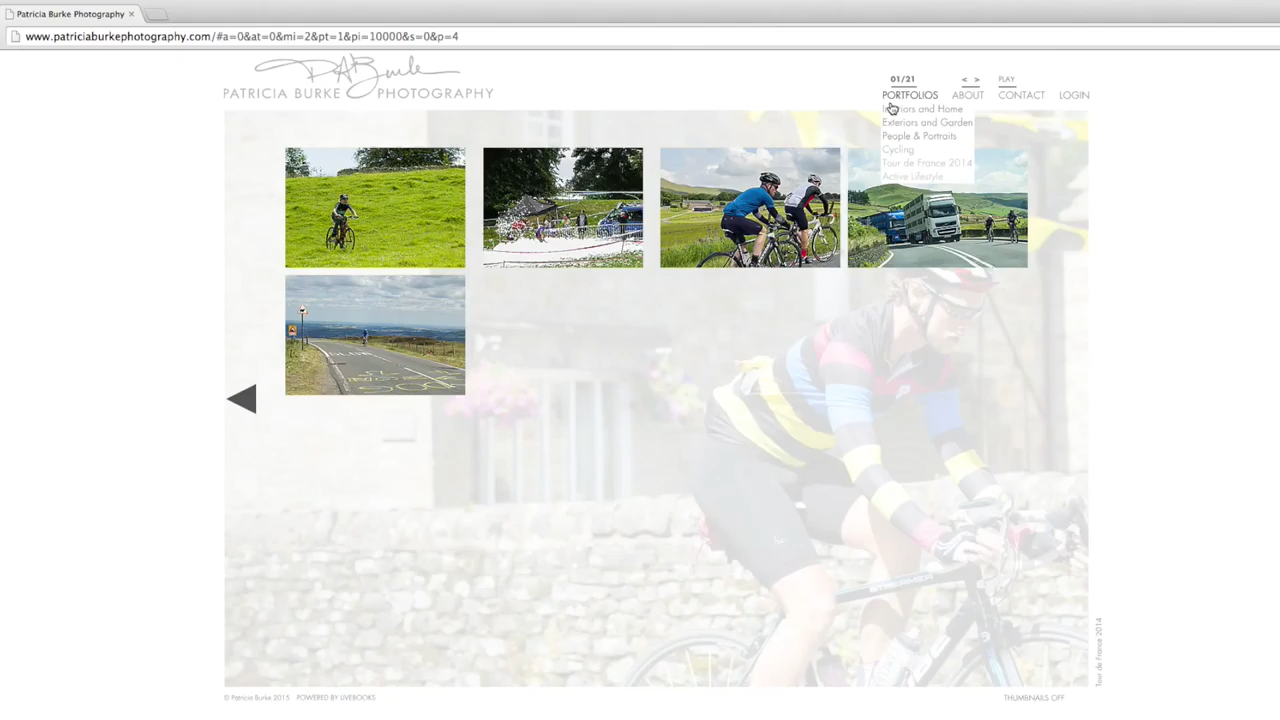 Patricia Burke Photography
www.patriciaburkephotography.com/#a=0&at=0&mi=2&pt=1&pi=10000&s=0&p=4
PATRICIA BURKE PHOTOGRAPHY
01/21 < > PLAY
PORTFOLIOS ABOUT CONTACT LOGIN
and Home
Exteriors and Garden
People & Portraits
Cycling
Tour de France 2014
Active Lifestyle
Tour de France 2014
© Patricia Burke 2015 POWERED BY LIVEBOOKS
THUMBNAILS OFF